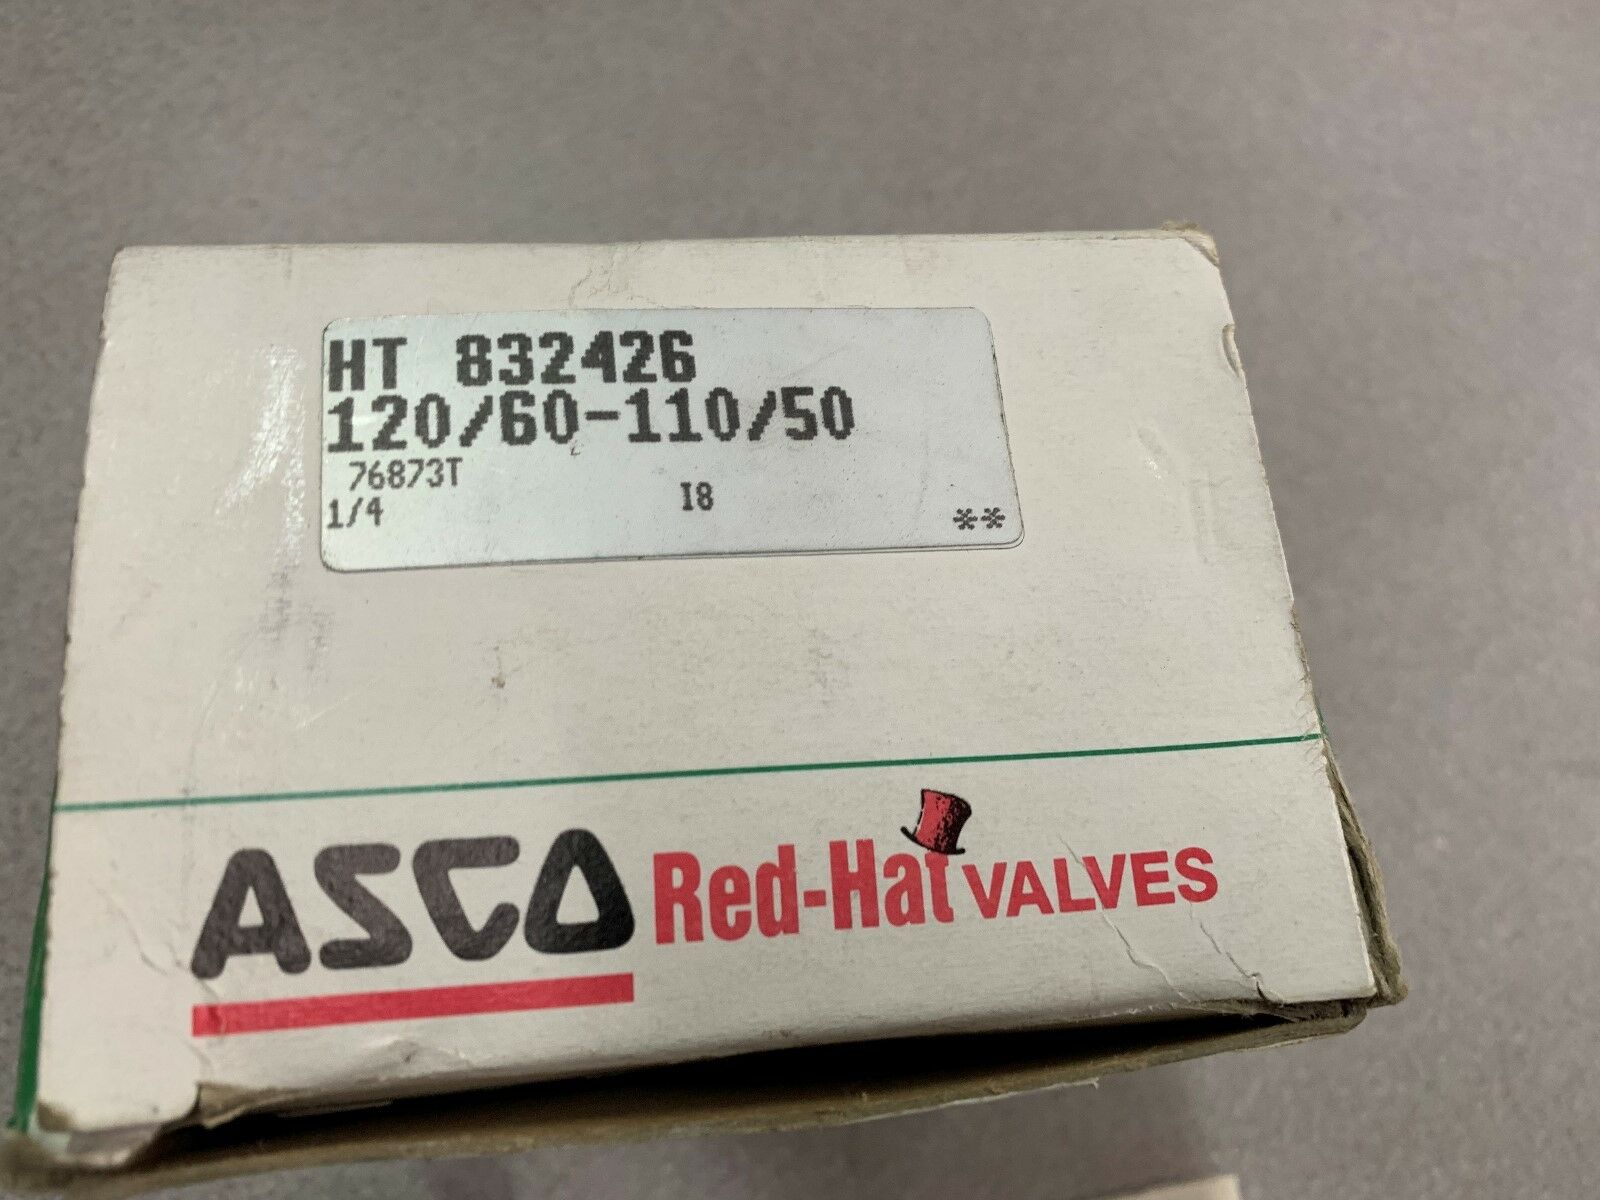 HT 832426
120/60-110/50
76873T
1/4 I8 **
ASCO Red-Hat VALVES